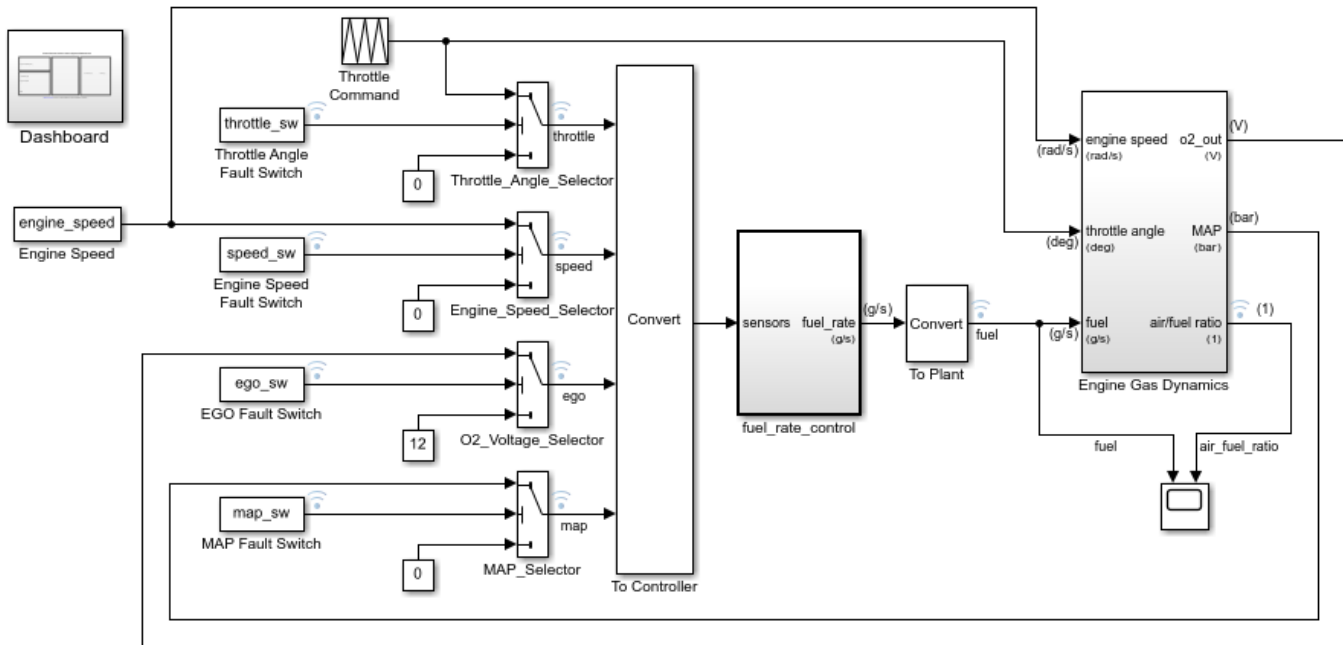 Dashboard
Throttle
Command
throttle_sw
Throttle Angle
Fault Switch
0
throttle
Throttle_Angle_Selector
engine_speed
Engine Speed
speed_sw
Engine Speed
Fault Switch
0
speed
Engine_Speed_Selector
ego_sw
EGO Fault Switch
12
ego
O2_Voltage_Selector
map_sw
MAP Fault Switch
0
map
MAP_Selector
Convert
To Controller
sensors
fuel_rate
(g/s)
fuel_rate_control
(g/s)
Convert
To Plant
fuel
(rad/s)
engine speed
(rad/s)
o2_out
(V)
(V)
(deg)
throttle angle
(deg)
MAP
(bar)
(bar)
(g/s)
fuel
(g/s)
air/fuel ratio
(1)
(1)
Engine Gas Dynamics
fuel
air_fuel_ratio